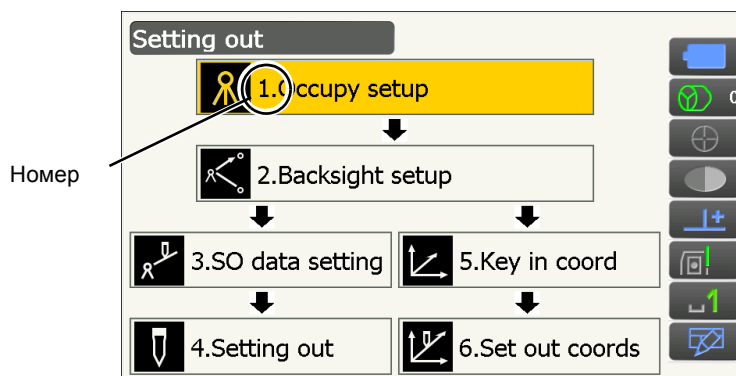 Setting out
1.Occupy setup
Номер
2.Backsight setup
3.SO data setting
5.Key in coord
4.Setting out
6.Set out coords